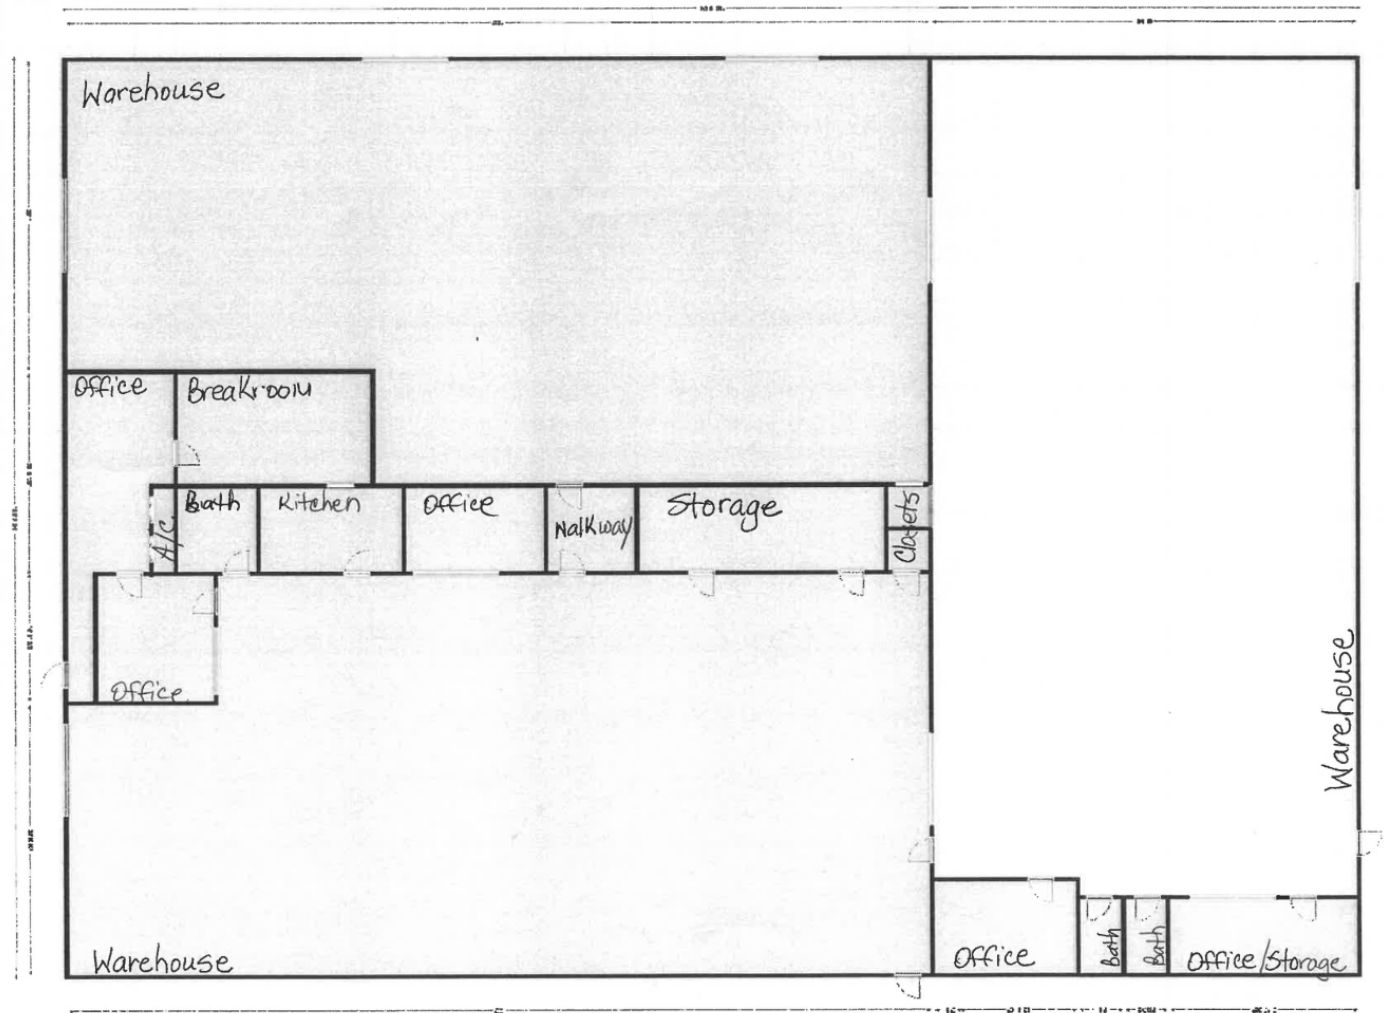 Warehouse
Office
Breakroom
A/C
Bath
Kitchen
Office
Walkway
Storage
Closets
Office
Warehouse
Warehouse
Office
Bath
Bath
Office/Storage